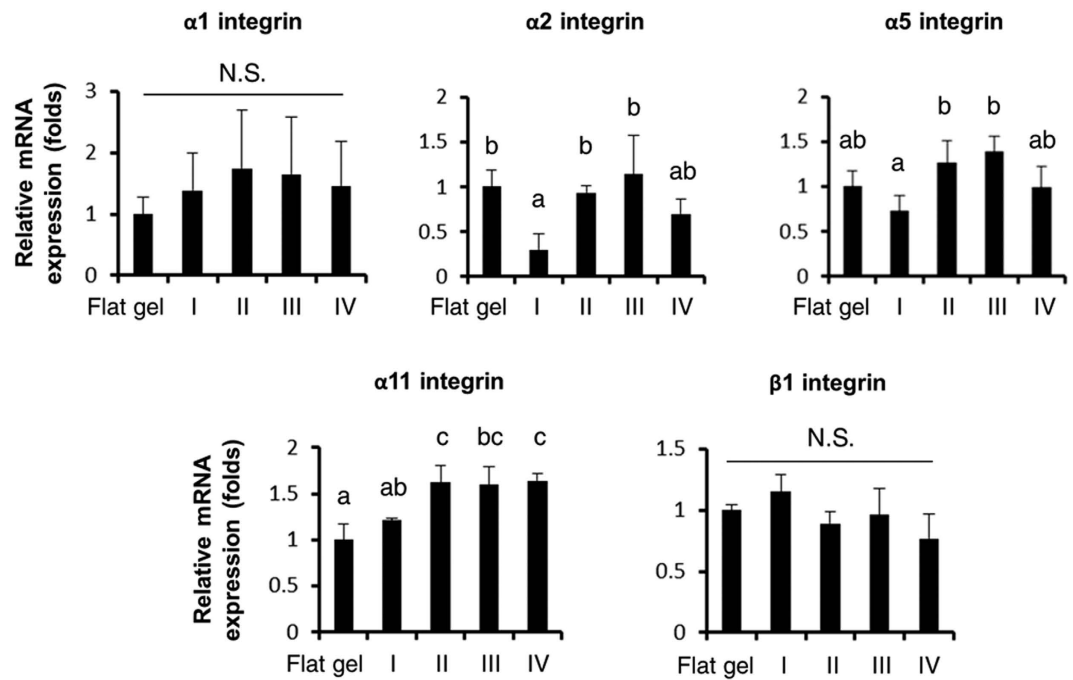 α1 integrin
α2 integrin
α5 integrin
Relative mRNA
expression (folds)
N.S.
3
2
1
0
Flat gel I II III IV
2
1.5
1
0.5
0
b
a
b
b
ab
Flat gel I II III IV
2
1.5
1
0.5
0
ab
a
b
b
ab
Flat gel I II III IV
α11 integrin
β1 integrin
Relative mRNA
expression (folds)
2
1.5
1
0.5
0
a
ab
c
bc
c
Flat gel I II III IV
N.S.
1.5
1
0.5
0
Flat gel I II III IV